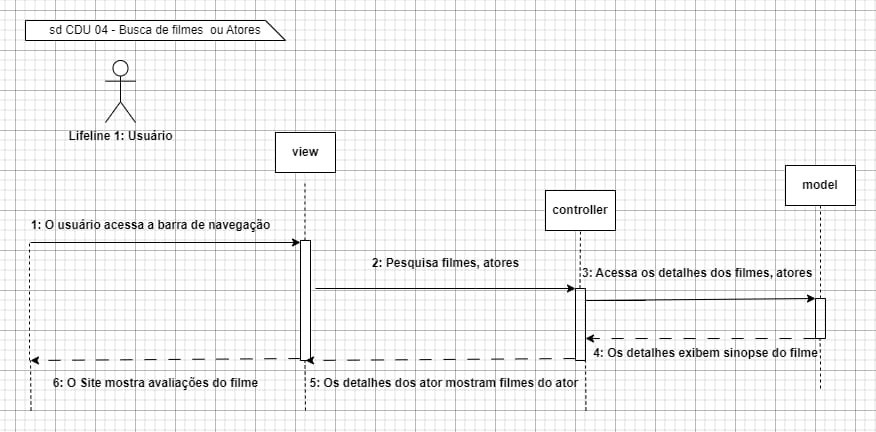 sd CDU 04 - Busca de filmes ou Atores
Lifeline 1: Usuário
view
model
controller
1: O usuário acessa a barra de navegação
2: Pesquisa filmes, atores
3: Acessa os detalhes dos filmes, atores
4: Os detalhes exibem sinopse do filme
5: Os detalhes dos ator mostram filmes do ator
6: O Site mostra avaliações do filme